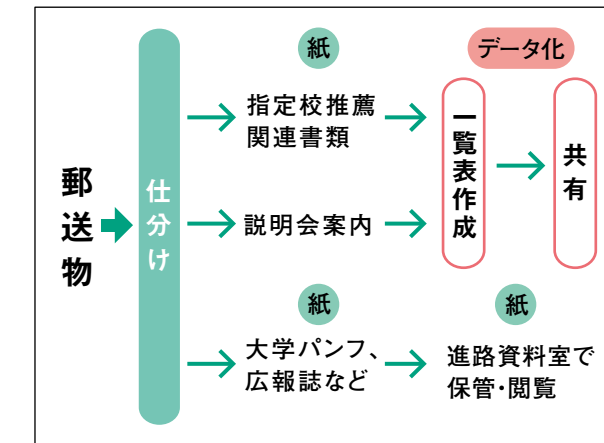 郵送物
仕分け
紙
指定校推薦
関連書類
説明会案内
データ化
一覧表作成
共有
紙
大学パンフ、
広報誌など
紙
進路資料室で
保管・閲覧